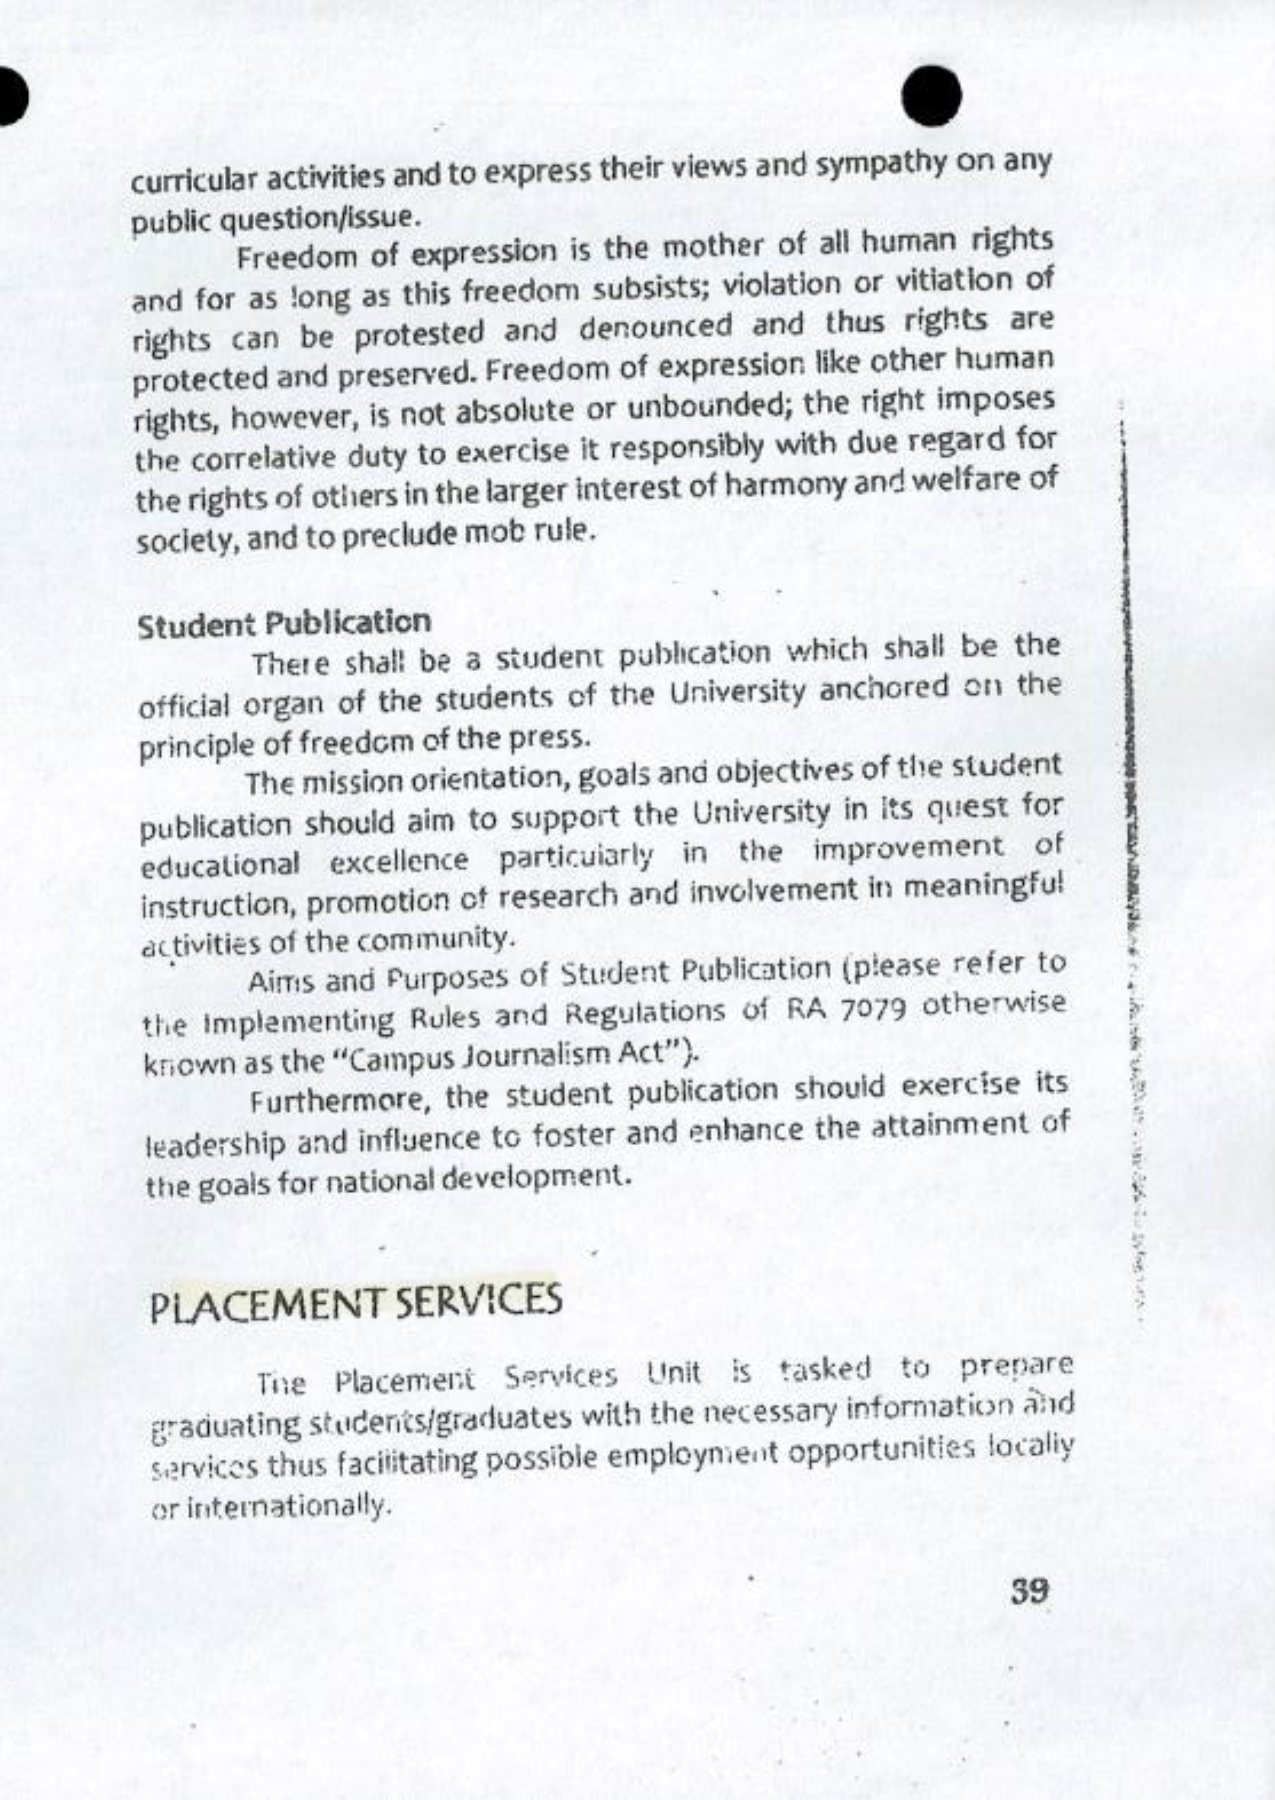 curricular activities and to express their views and sympathy on any
public question/issue.
Freedom of expression is the mother of all human rights
and for as long as this freedom subsists; violation or vitiation of
rights can be protested and denounced and thus rights are
protected and preserved. Freedom of expression like other human
rights, however, is not absolute or unbounded; the right imposes
the correlative duty to exercise it responsibly with due regard for
the rights of others in the larger interest of harmony and welfare of
society, and to preclude mob rule.
Student Publication
There shall be a student publication which shall be the
official organ of the students of the University anchored on the
principle of freedom of the press.
The mission orientation, goals and objectives of the student
publication should aim to support the University in its quest for
educational excellence particularly in the improvement of
instruction, promotion of research and involvement in meaningful
activities of the community.
Aims and Purposes of Student Publication (please refer to
the Implementing Rules and Regulations of RA 7079 otherwise
known as the "Campus Journalism Act").
Furthermore, the student publication should exercise its
leadership and influence to foster and enhance the attainment of
the goals for national development.
PLACEMENT SERVICES
The Placement Services Unit is tasked to prepare
graduating students/graduates with the necessary information and
services thus facilitating possible employment opportunities locally
or internationally.
39